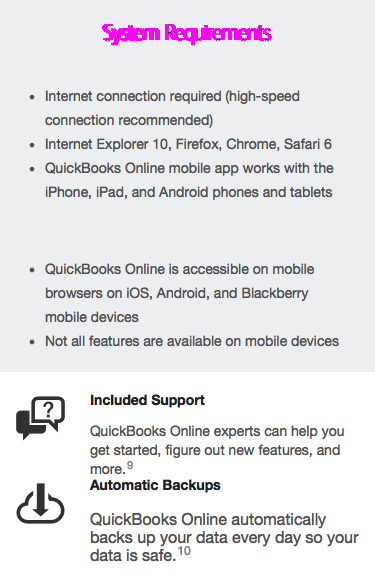 System Requirements
• Internet connection required (high-speed
connection recommended)
• Internet Explorer 10, Firefox, Chrome, Safari 6
• QuickBooks Online mobile app works with the
iPhone, iPad, and Android phones and tablets
• QuickBooks Online is accessible on mobile
browsers on iOS, Android, and Blackberry
mobile devices
• Not all features are available on mobile devices
?
Included Support
QuickBooks Online experts can help you
get started, figure out new features, and
more.9
Automatic Backups
QuickBooks Online automatically
backs up your data every day so your
data is safe.10